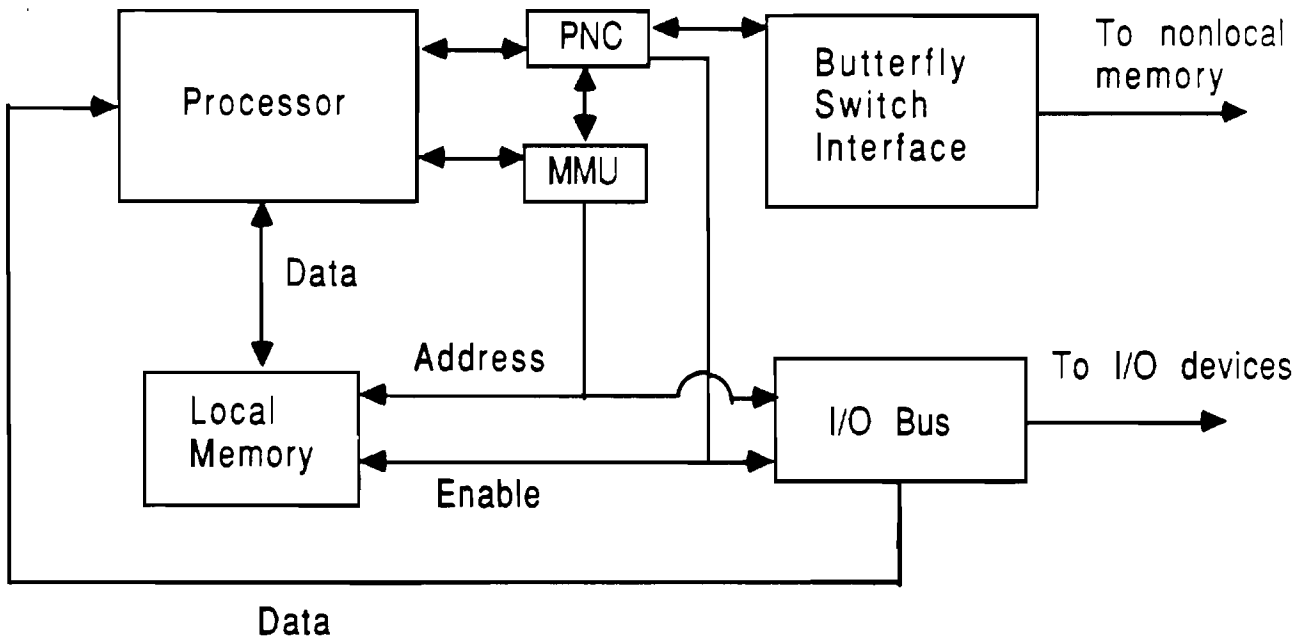 PNC
To nonlocal
memory
Butterfly
Switch
Interface
Processor
MMU
Data
Address
To I/O devices
Local
Memory
I/O Bus
Enable
Data